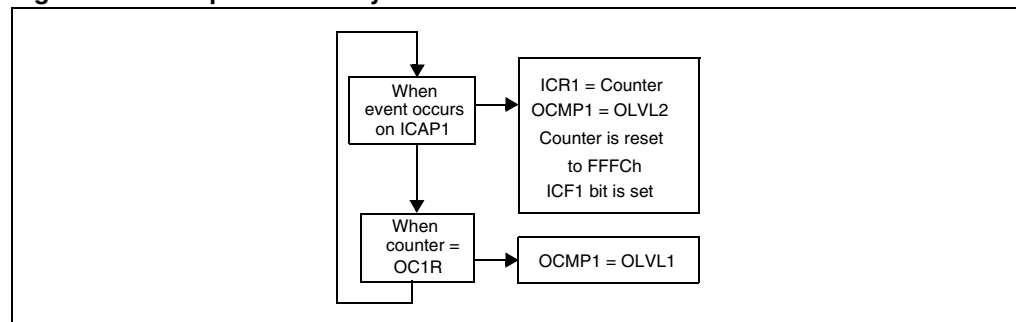 When
event occurs
on ICAP1
ICR1 = Counter
OCMP1 = OLVL2
Counter is reset
to FFFCh
ICF1 bit is set
When
counter =
OC1R
OCMP1 = OLVL1